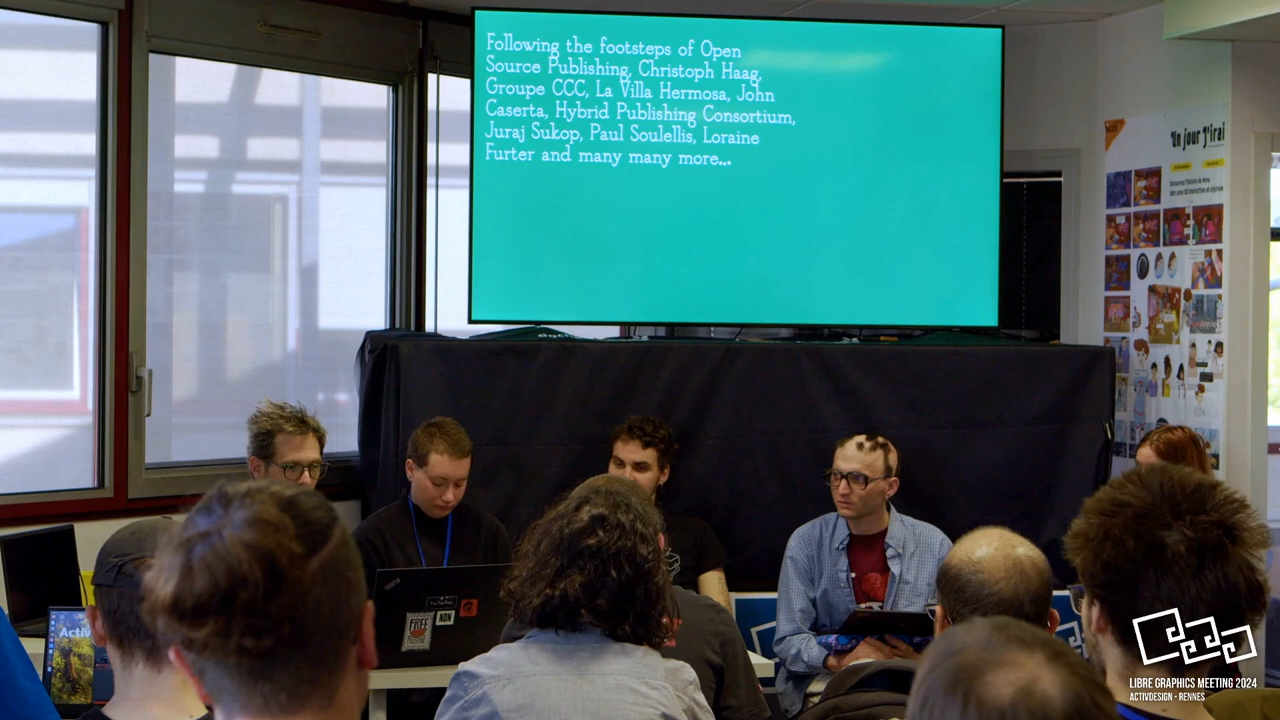 Following the footsteps of Open
Source Publishing, Christoph Haag,
Groupe CCC, La Villa Hermosa, John
Caserta, Hybrid Publishing Consortium,
Juraj Sukop, Paul Soulellis, Loraine
Furter and many many more...
Un jour j'irai
FREE
NON
Activ
LIBRE GRAPHICS MEETING 2024
ACTIVDESIGN - RENNES